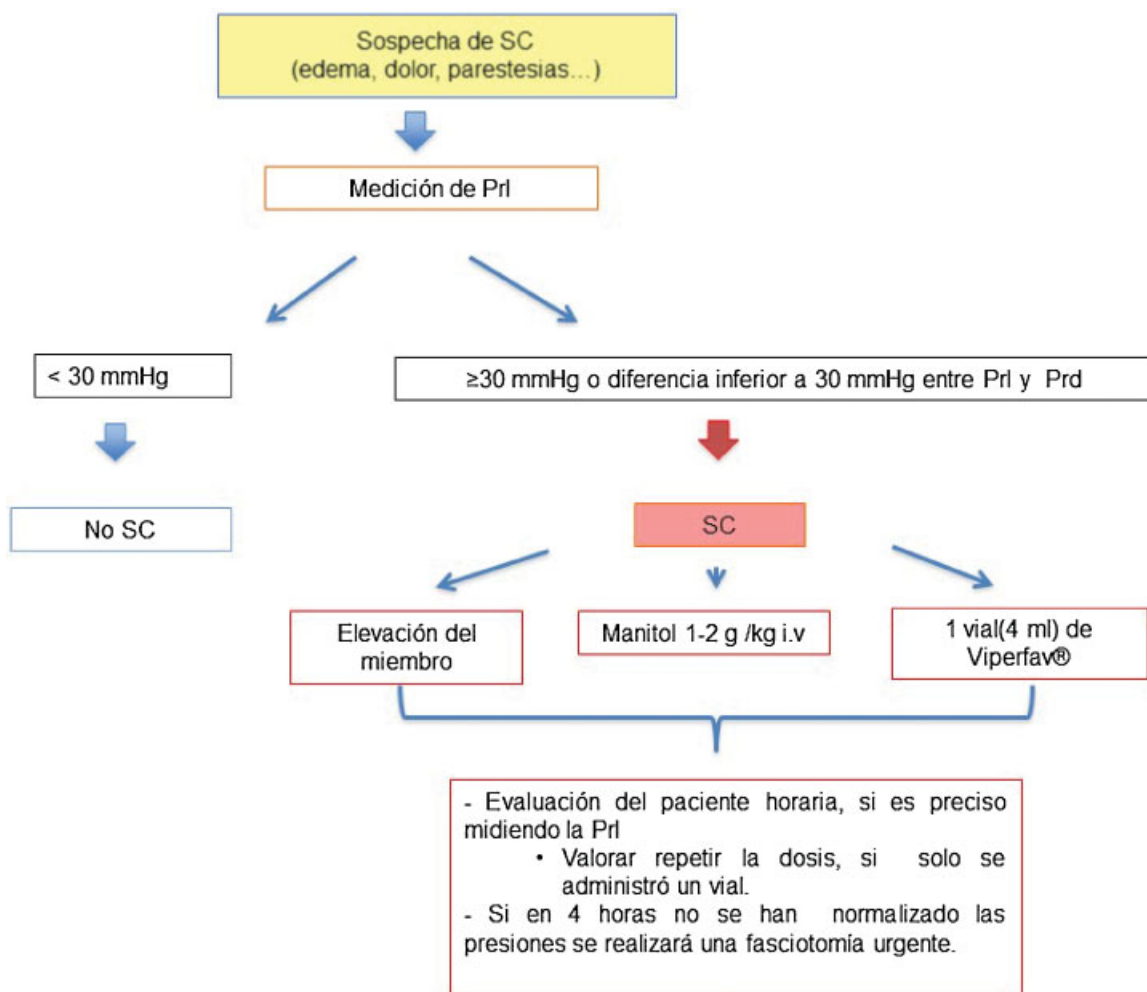 Sospecha de SC
(edema, dolor, parestesias...)
Medición de PrI
< 30 mmHg
≥30 mmHg o diferencia inferior a 30 mmHg entre PrI y Prd
No SC
SC
Elevación del
miembro
Manitol 1-2 g /kg i.v
1 vial(4 ml) de
Viperfav®
- Evaluación del paciente horaria, si es preciso
midiendo la PrI
• Valorar repetir la dosis, si solo se
administró un vial.
- Si en 4 horas no se han normalizado las
presiones se realizará una fasciotomía urgente.